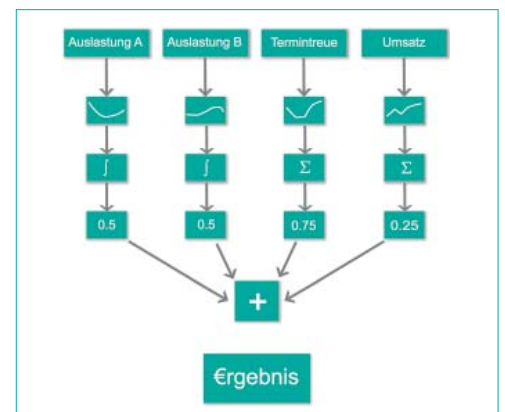 Auslastung A Auslastung B Termintreue Umsatz
∫ ∫ Σ Σ
0.5 0.5 0.75 0.25
+
€rgebnis